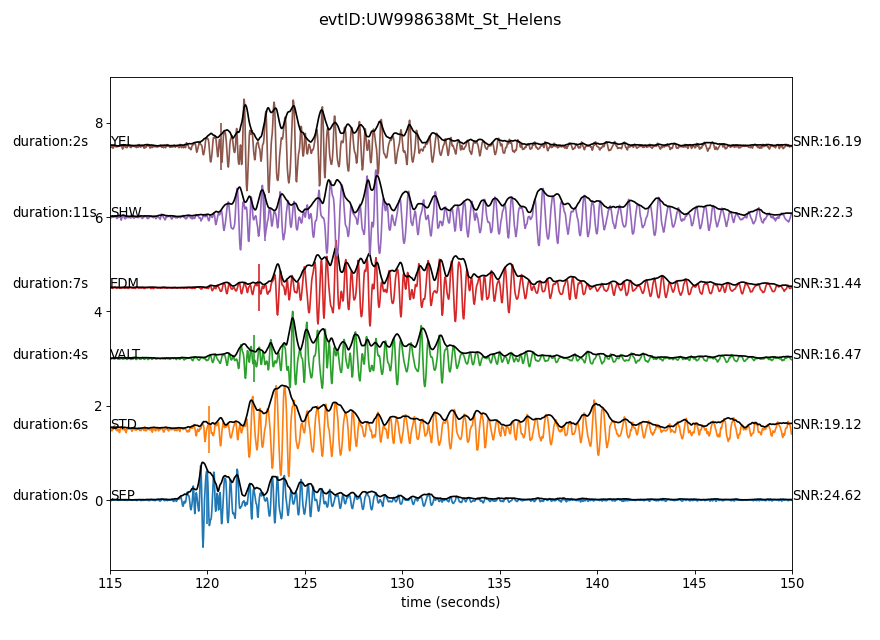 evtID:UW998638Mt_St_Helens
8
duration:2s YEL SNR:16.19
duration:11s SHW SNR:22.3
6
duration:7s EDM SNR:31.44
4
duration:4s VALT SNR:16.47
2
duration:6s STD SNR:19.12
duration:0s SEP SNR:24.62
0
115 120 125 130 135 140 145 150
time (seconds)